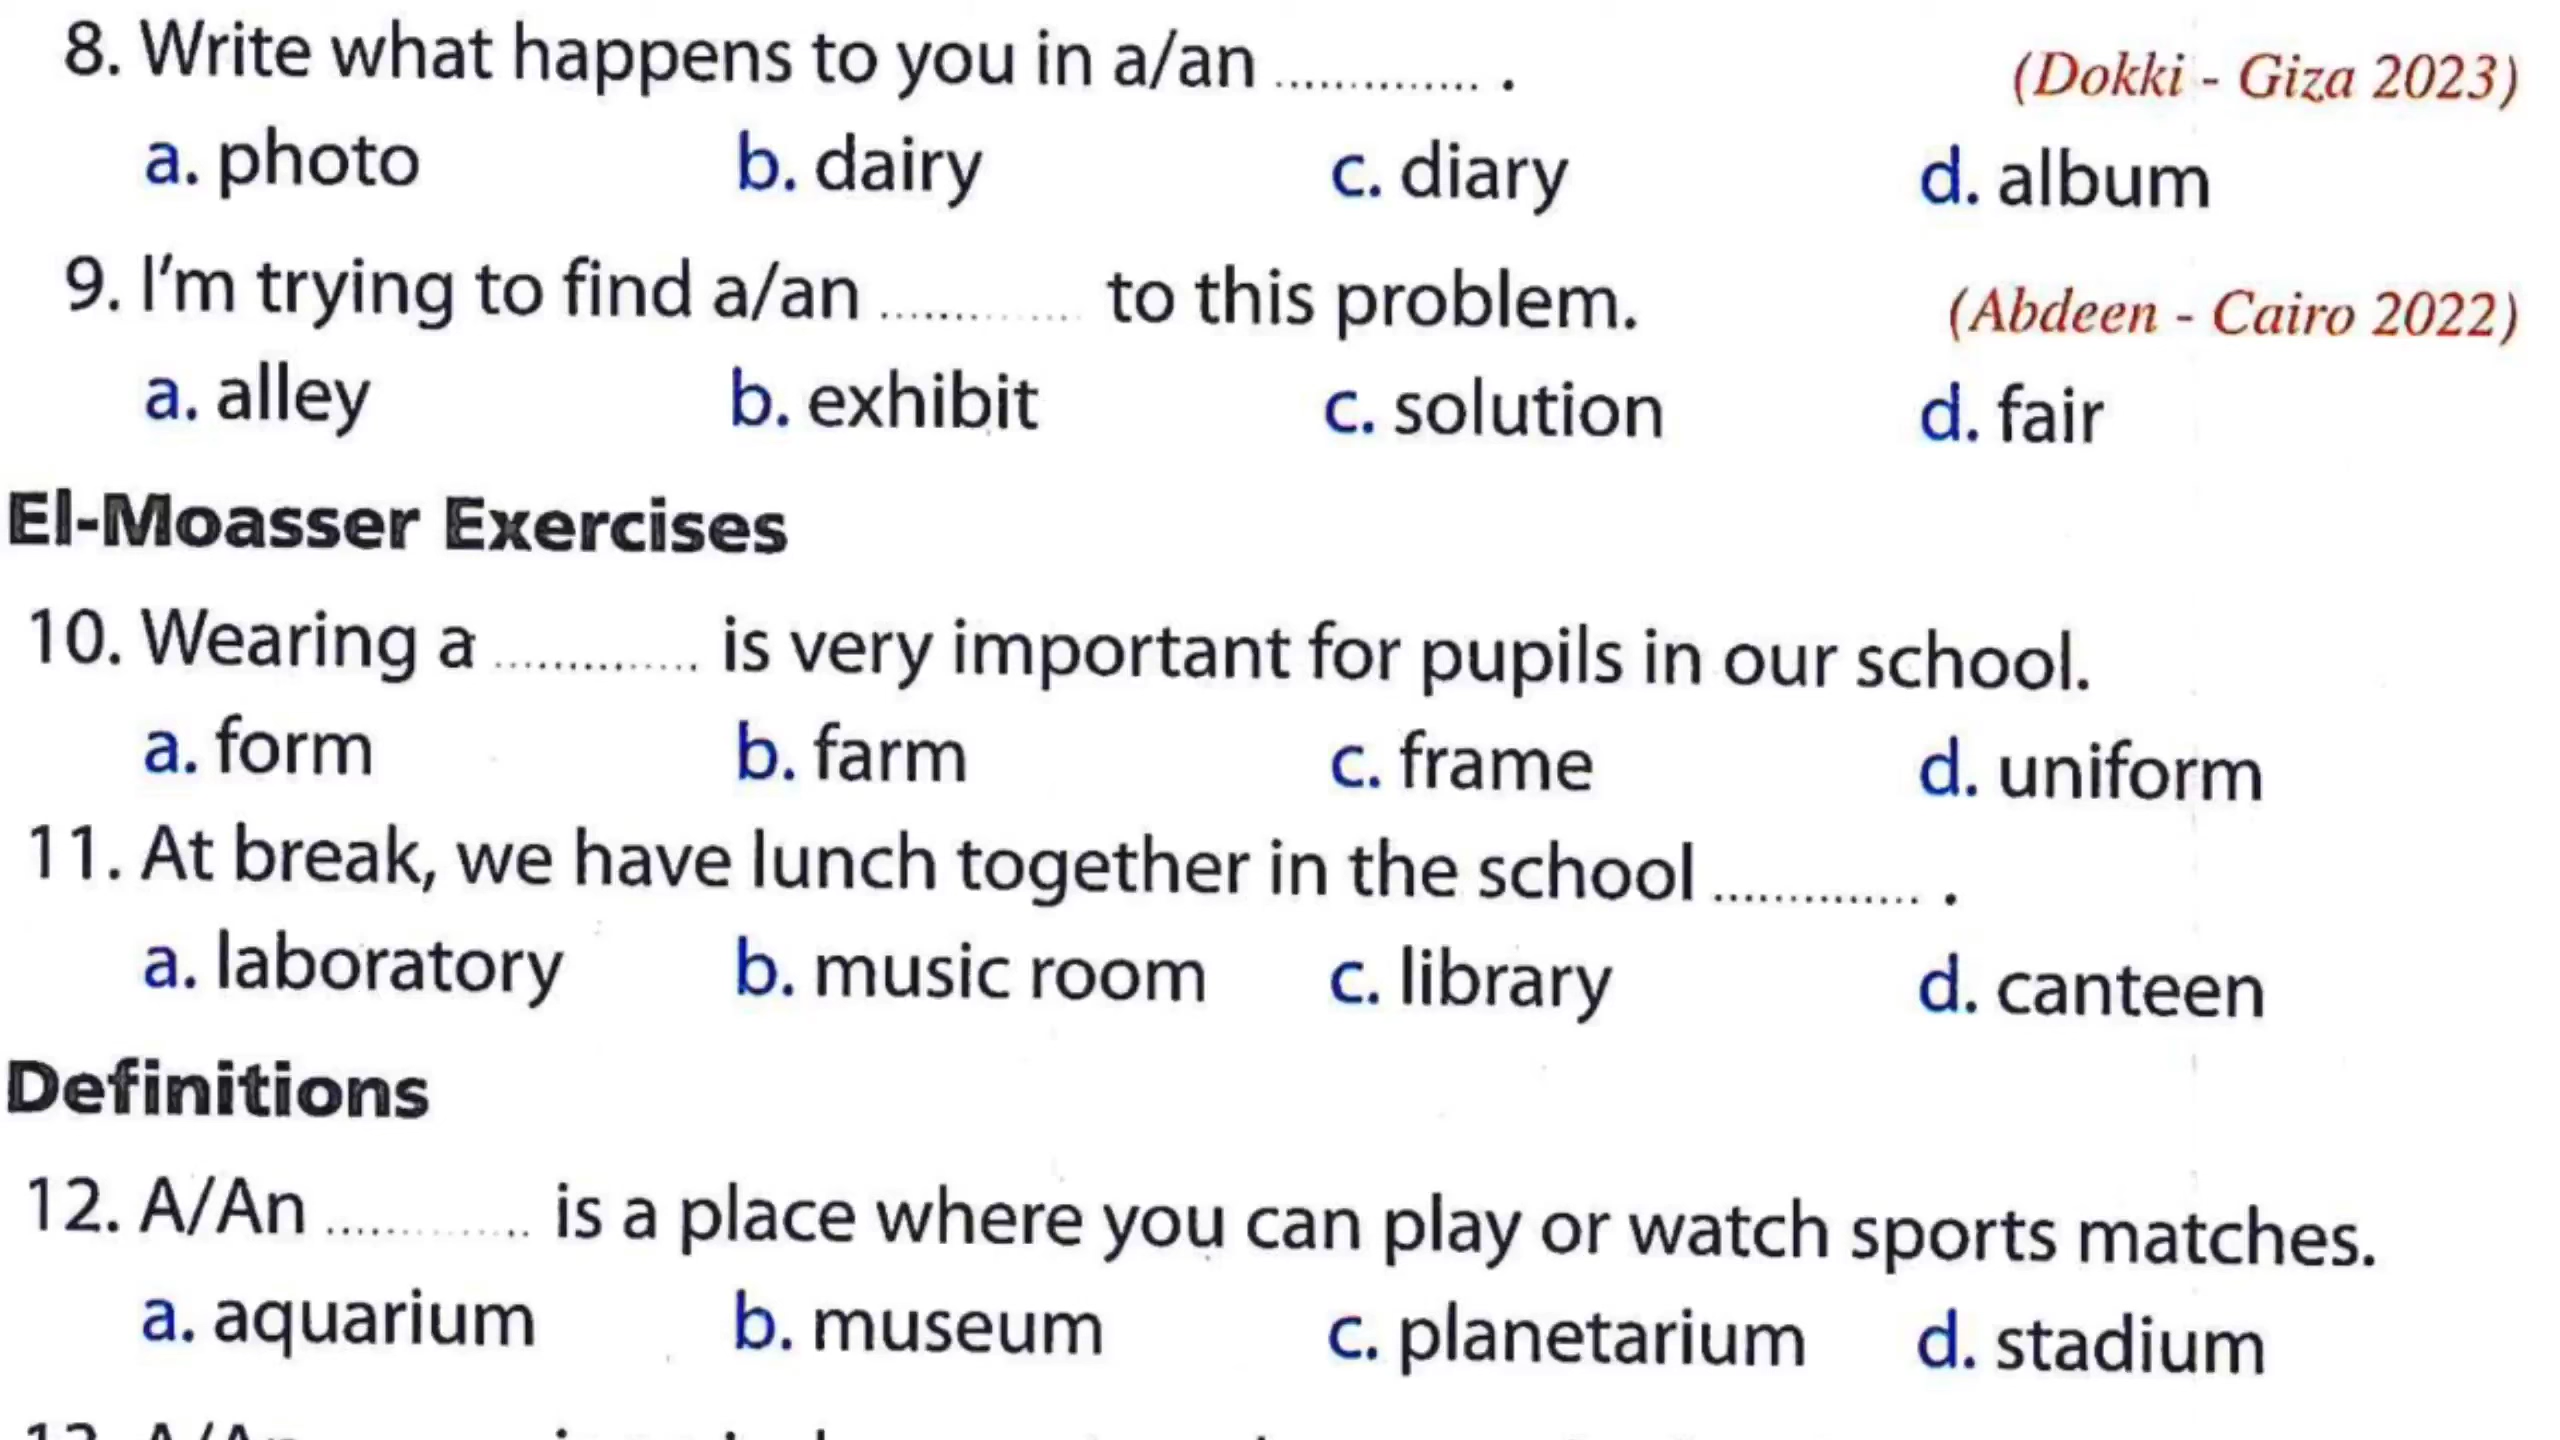 8. Write what happens to you in a/an .............. . (Dokki - Giza 2023)
a. photo b. dairy c. diary d. album
9. I'm trying to find a/an .............. to this problem. (Abdeen - Cairo 2022)
a. alley b. exhibit c. solution d. fair
El-Moasser Exercises
10. Wearing a .............. is very important for pupils in our school.
a. form b. farm c. frame d. uniform
11. At break, we have lunch together in the school .............. .
a. laboratory b. music room c. library d. canteen
Definitions
12. A/An .............. is a place where you can play or watch sports matches.
a. aquarium b. museum c. planetarium d. stadium